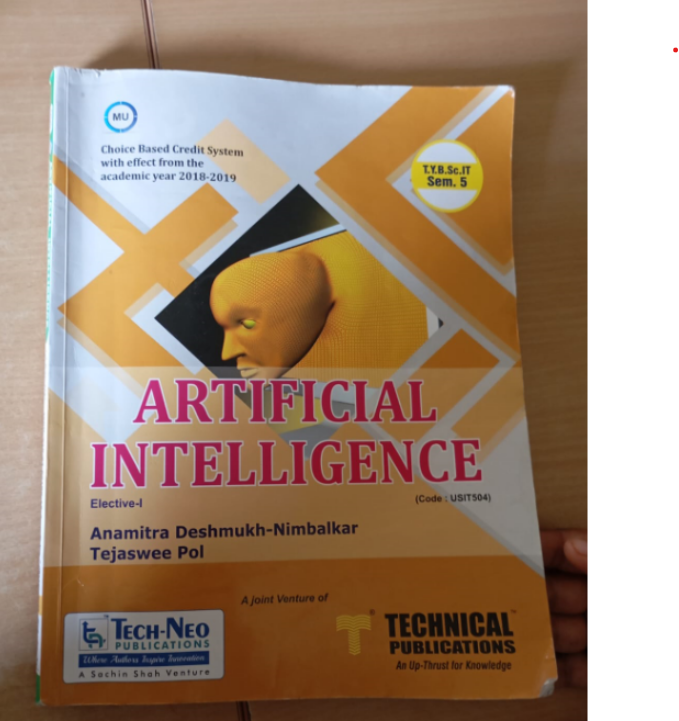 MU
Choice Based Credit System
with effect from the
academic year 2018-2019
T.Y.B.Sc.IT
Sem. 5
ARTIFICIAL
INTELLIGENCE
Elective-I
(Code : USIT504)
Anamitra Deshmukh-Nimbalkar
Tejaswee Pol
A Joint Venture of
TECH-NEO
PUBLICATIONS
Where Authors Inspire Innovation
A Sachin Shah Venture
TECHNICAL
PUBLICATIONS
An Up-Thrust for Knowledge